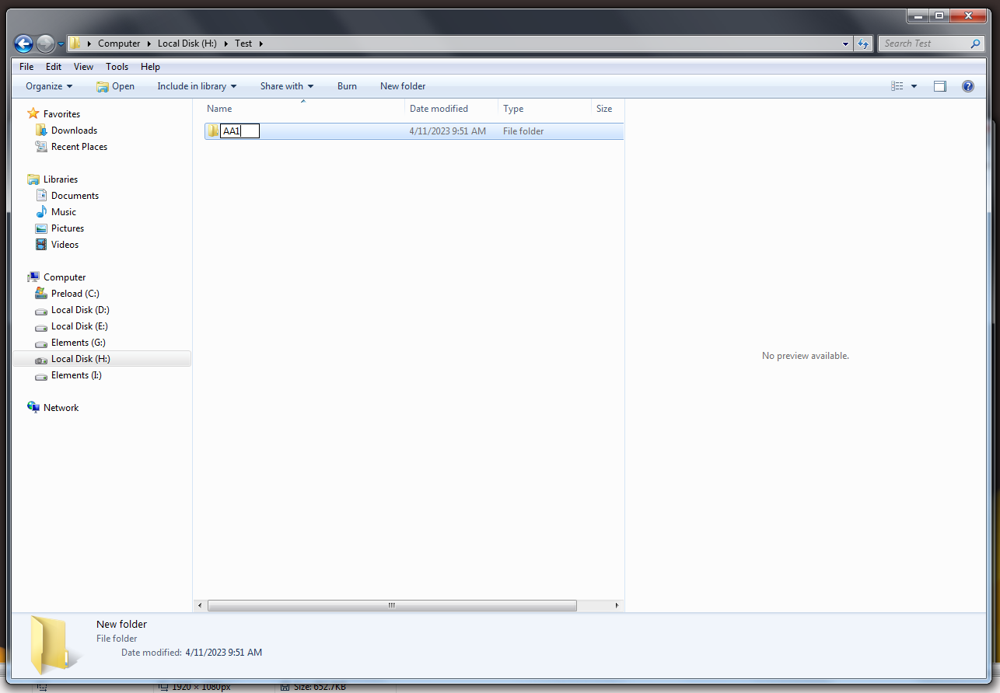 Computer Local Disk (H:) Test Search Test
File Edit View Tools Help
Organize Open Include in library Share with Burn New folder
Favorites
Downloads
Recent Places
Libraries
Documents
Music
Pictures
Videos
Computer
Preload (C:)
Local Disk (D:)
Local Disk (E:)
Elements (G:)
Local Disk (H:)
Elements (I:)
Network
Name Date modified Type Size
AA1 4/11/2023 9:51 AM File folder
No preview available.
New folder
File folder
Date modified: 4/11/2023 9:51 AM
1920 × 1080px Size: 652.7KB